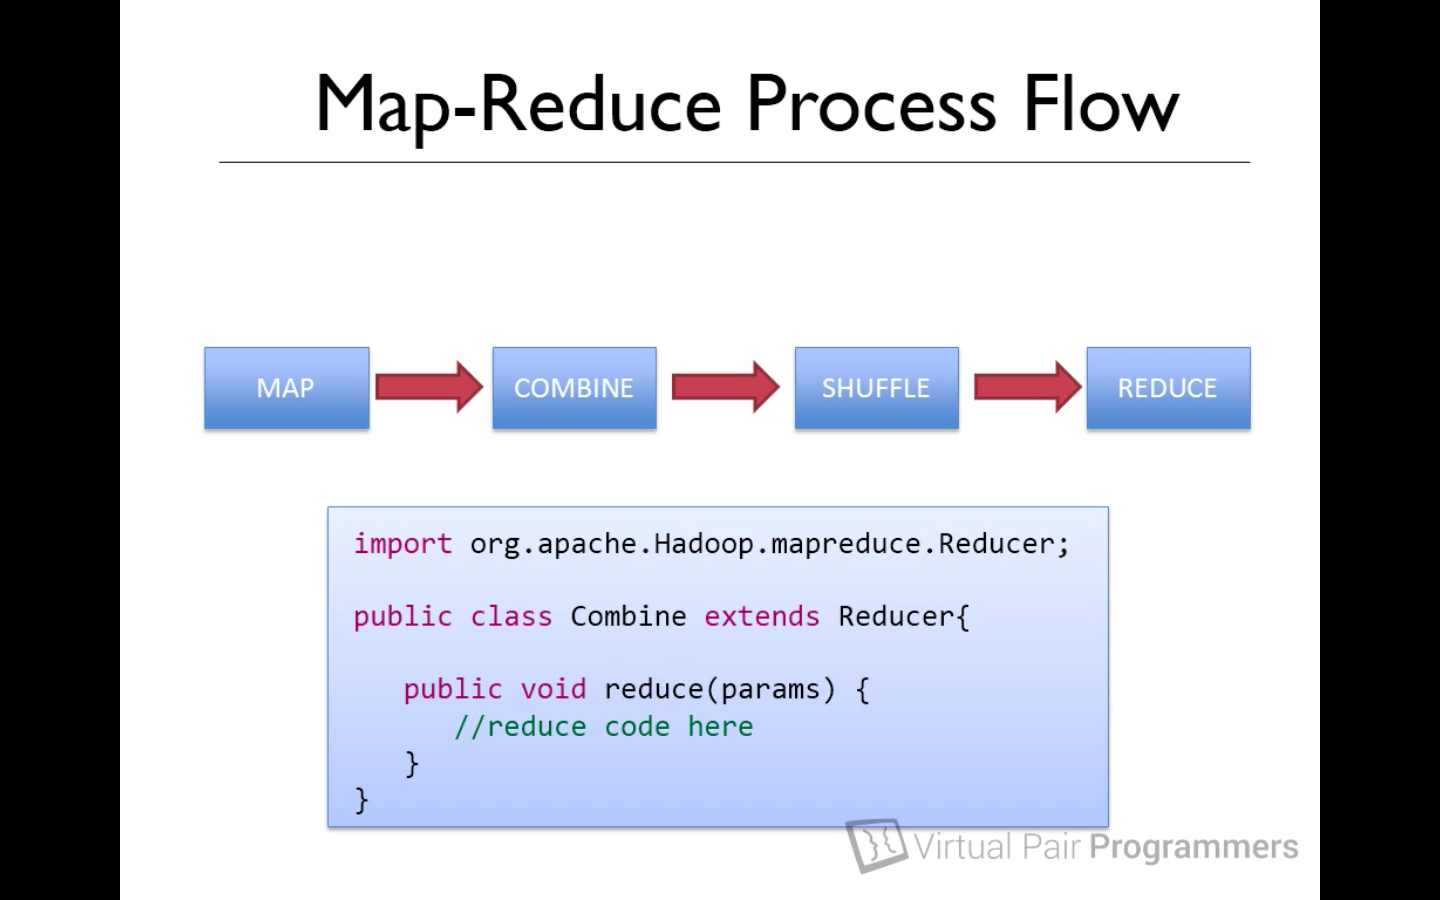 Map-Reduce Process Flow
MAP
COMBINE
SHUFFLE
REDUCE
import org.apache.Hadoop.mapreduce.Reducer;
public class Combine extends Reducer{
public void reduce(params) {
//reduce code here
}
}
Virtual Pair Programmers